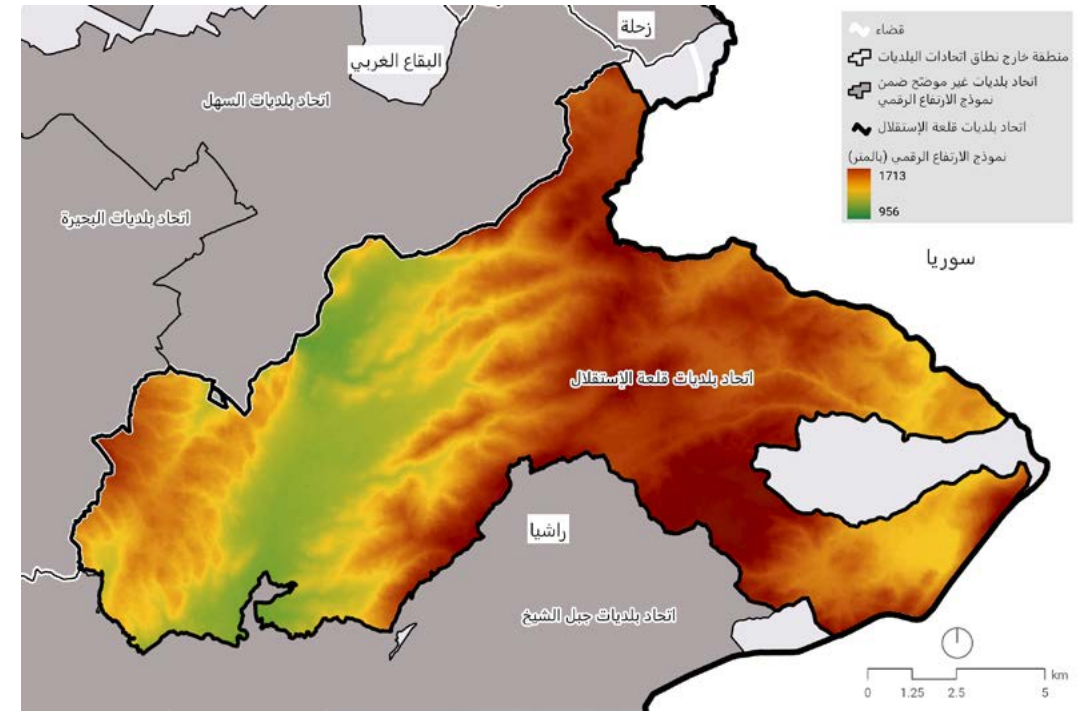 زحلة
البقاع الغربي
اتحاد بلديات السهل
اتحاد بلديات البحيرة
قضاء
منطقة خارج نطاق اتحادات البلديات
اتحاد بلديات غير موضّح ضمن
نموذج الارتفاع الرقمي
اتحاد بلديات قلعة الإستقلال
نموذج الارتفاع الرقمي (بالمتر)
1713
956
سوريا
اتحاد بلديات قلعة الإستقلال
راشيا
اتحاد بلديات جبل الشيخ
km
0 1.25 2.5 5